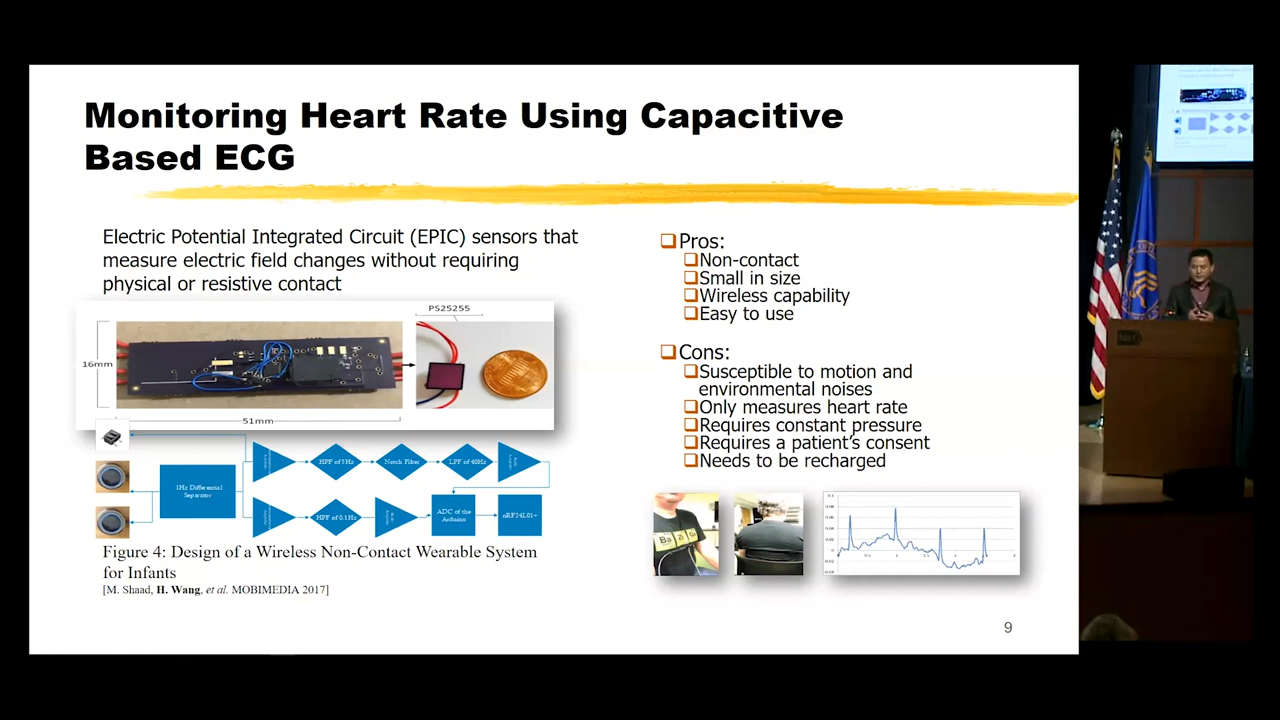 Monitoring Heart Rate Using Capacitive
Based ECG
Electric Potential Integrated Circuit (EPIC) sensors that
measure electric field changes without requiring
physical or resistive contact
PS25255
16mm
51mm
HPF of 5Hz
Notch Filter
LPF of 40Hz
1Hz Differential
Separator
HPF of 0.1Hz
ADC of the
Arduino
nRF24L01+
Figure 4: Design of a Wireless Non-Contact Wearable System
for Infants
[M. Shaad, H. Wang, et al. MOBIMEDIA 2017]
Pros:
Non-contact
Small in size
Wireless capability
Easy to use
Cons:
Susceptible to motion and
environmental noises
Only measures heart rate
Requires constant pressure
Requires a patient's consent
Needs to be recharged
Ba Zi
9